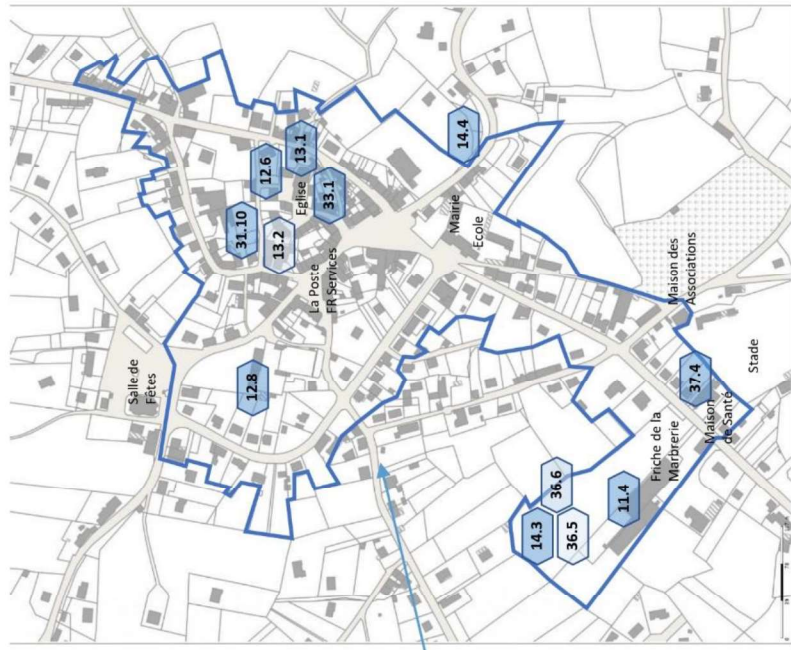 Salle de
Fêtes
12.8
31.10
13.2
12.6
13.1
Eglise
33.1
La Poste
FR Services
14.4
Mairie
Ecole
Maison des
Associations
Stade
37.4
Maison
de Santé
Friche de la
Marbrerie
36.6
14.3
36.5
11.4